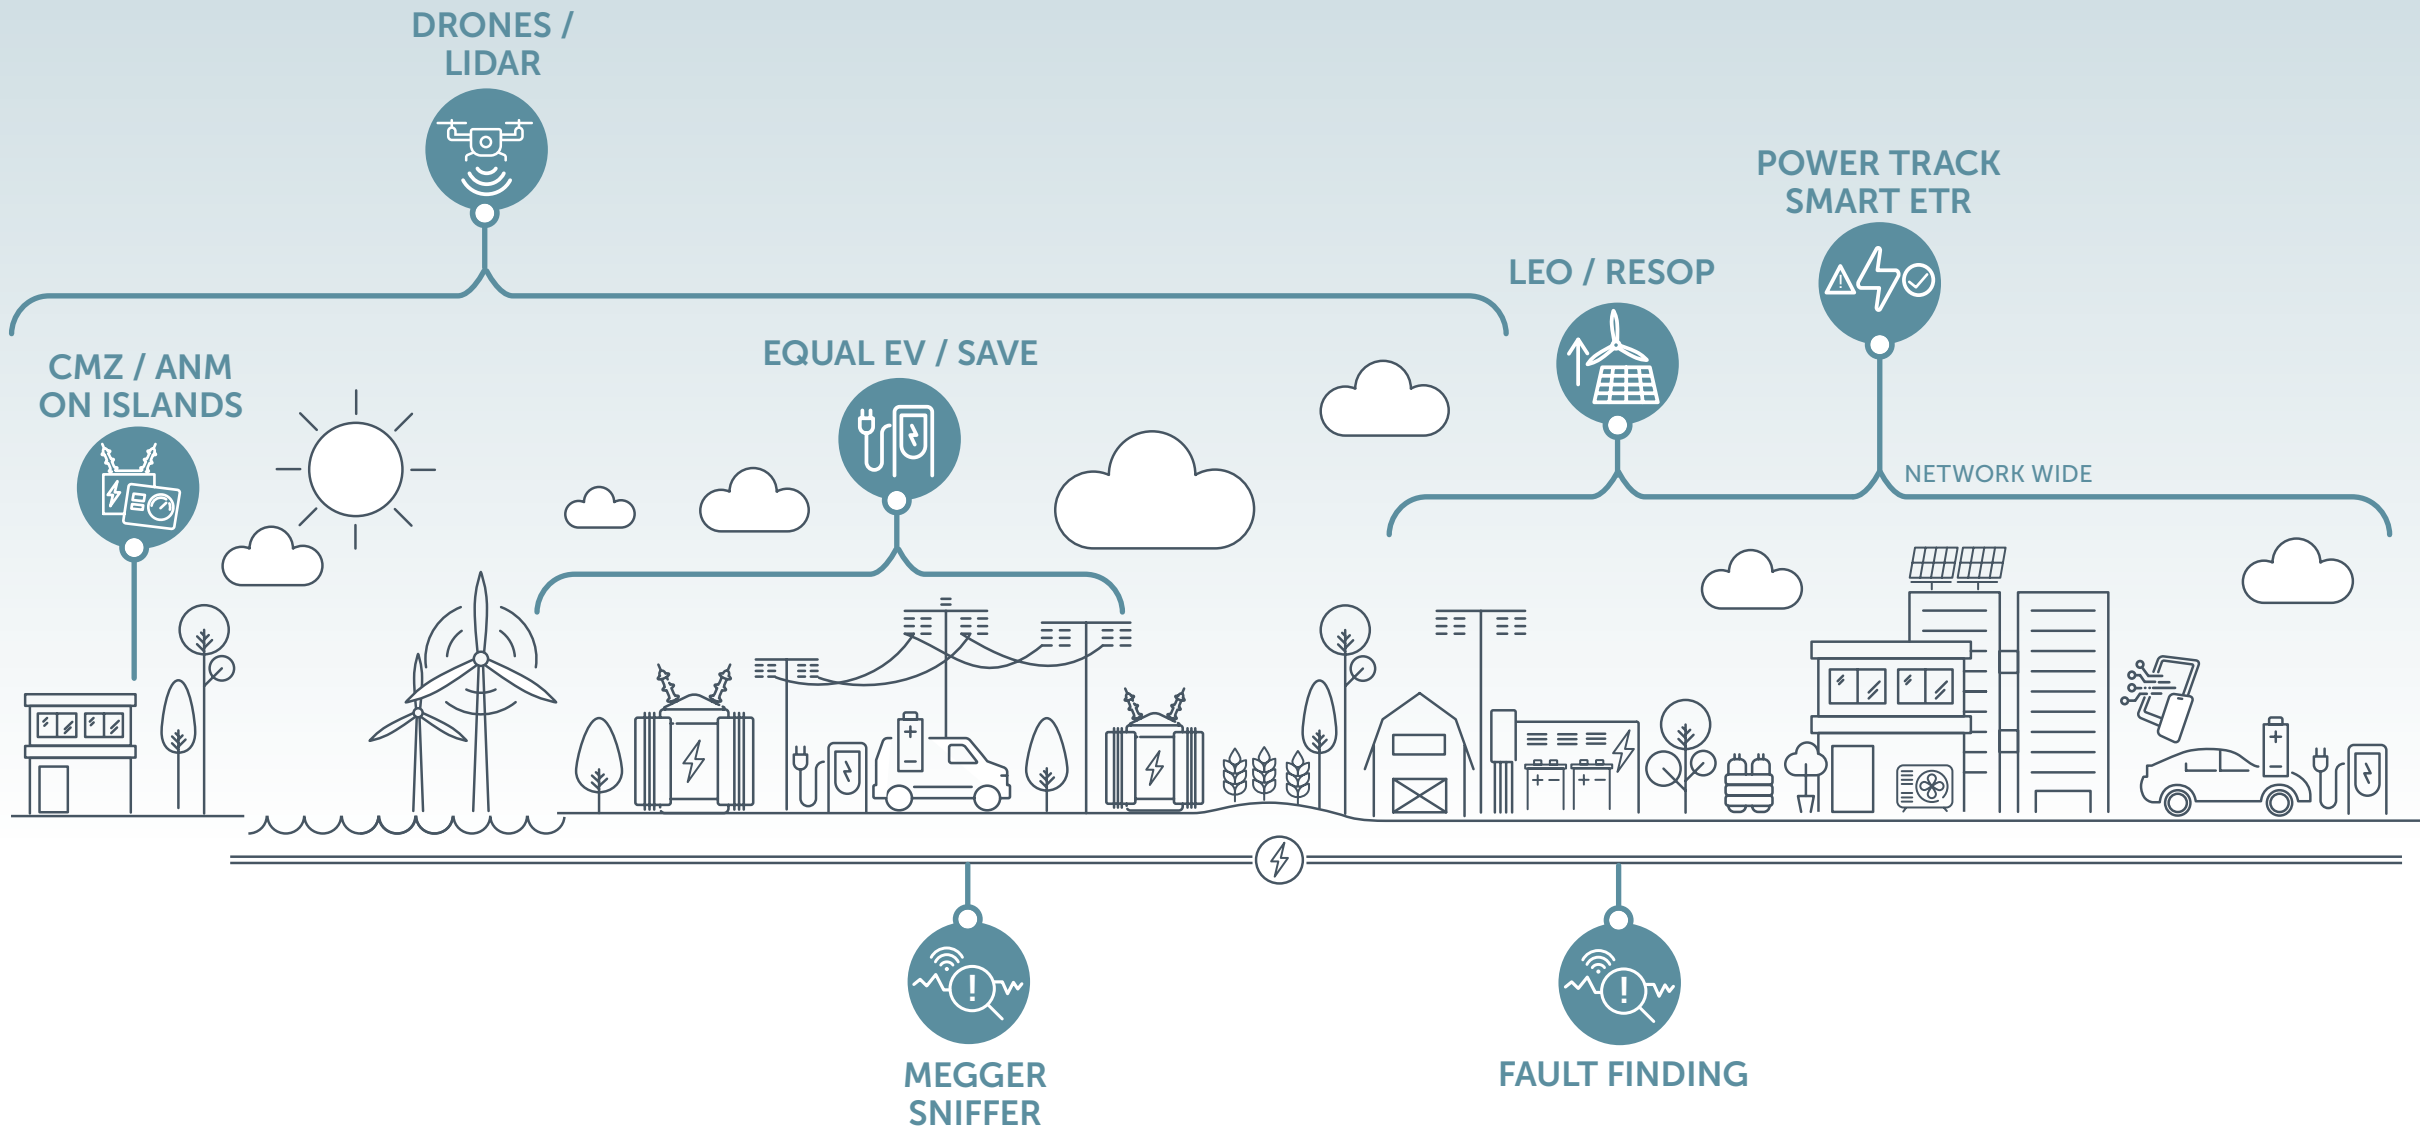 DRONES /
LIDAR
POWER TRACK
SMART ETR
LEO / RESOP
EQUAL EV / SAVE
CMZ / ANM
ON ISLANDS
NETWORK WIDE
MEGGER
SNIFFER
FAULT FINDING